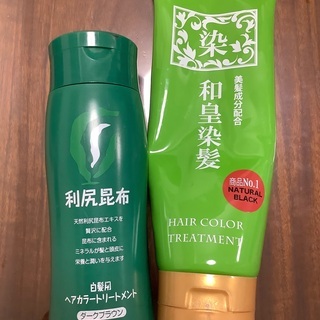 利尻昆布
天然利尻昆布エキスを
贅沢に配合
昆布に含まれる
ミネラルが髪と頭皮に
栄養と潤いを与えます
白髪用
ヘアカラートリートメント
ダークブラウン
染
美髪成分配合
和皇染髪
商品No.1
NATURAL
BLACK
HAIR COLOR
TREATMENT